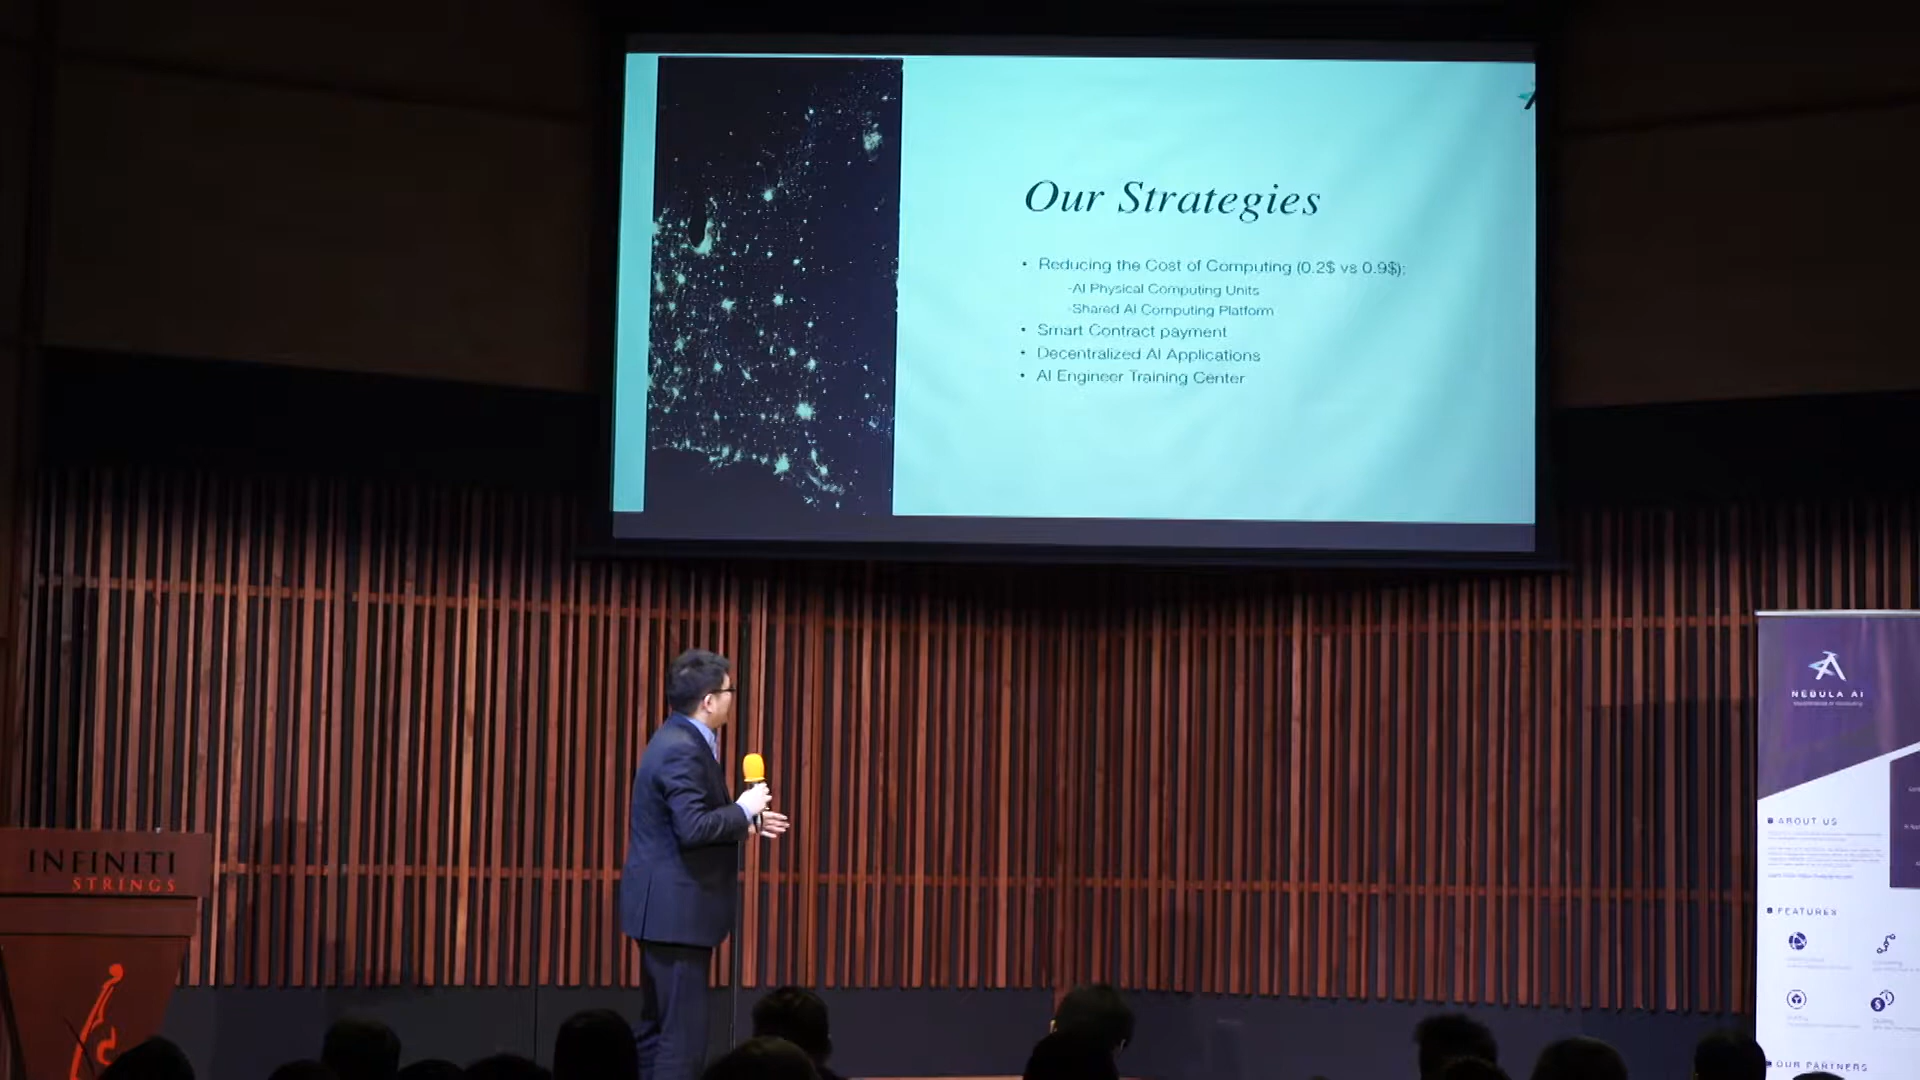 Our Strategies
• Reducing the Cost of Computing (0.2$ vs 0.9$):
-AI Physical Computing Units
-Shared AI Computing Platform
• Smart Contract payment
• Decentralized AI Applications
• AI Engineer Training Center
INFINITI
STRINGS
NEBULA AI
ABOUT US
FEATURES
OUR PARTNERS